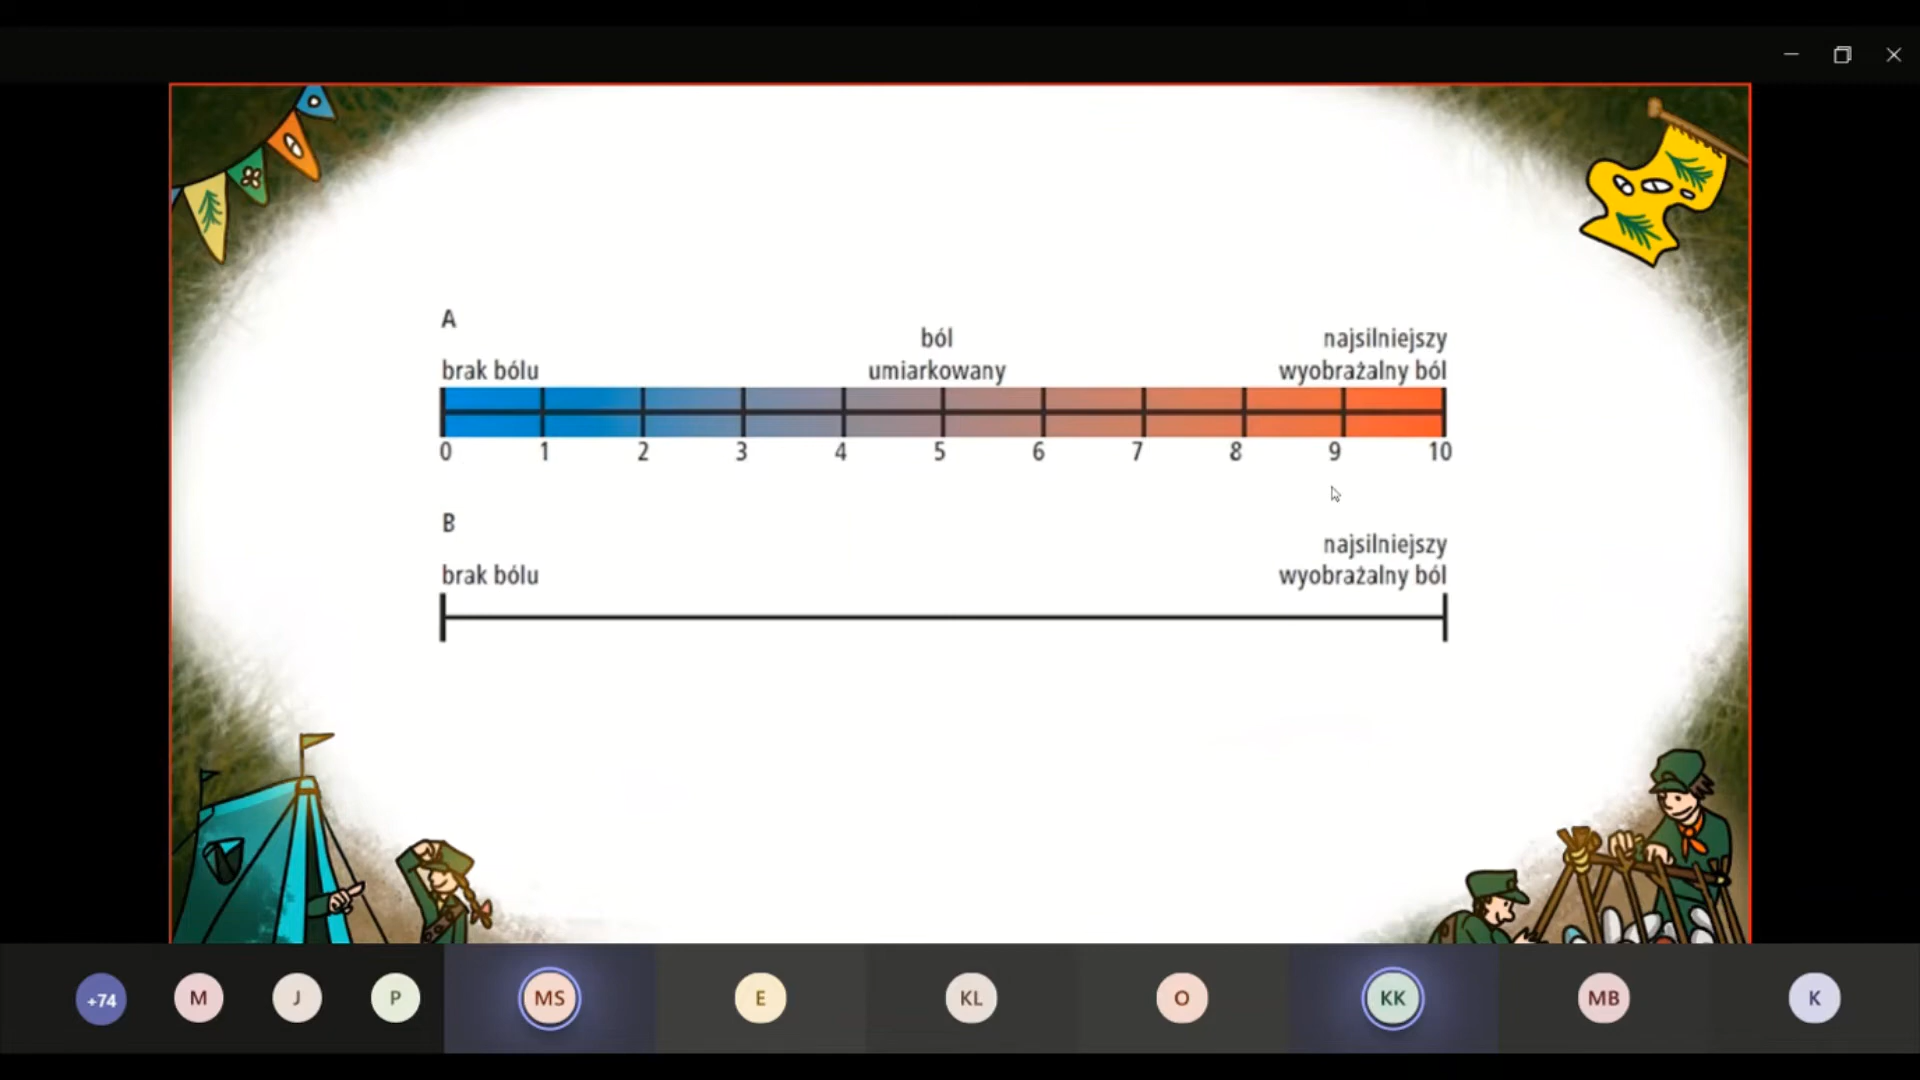 A
ból
najsilniejszy
brak bólu umiarkowany wyobrażalny ból
0 1 2 3 4 5 6 7 8 9 10
B
najsilniejszy
brak bólu wyobrażalny ból
+74 M J P MS E KL O KK MB K